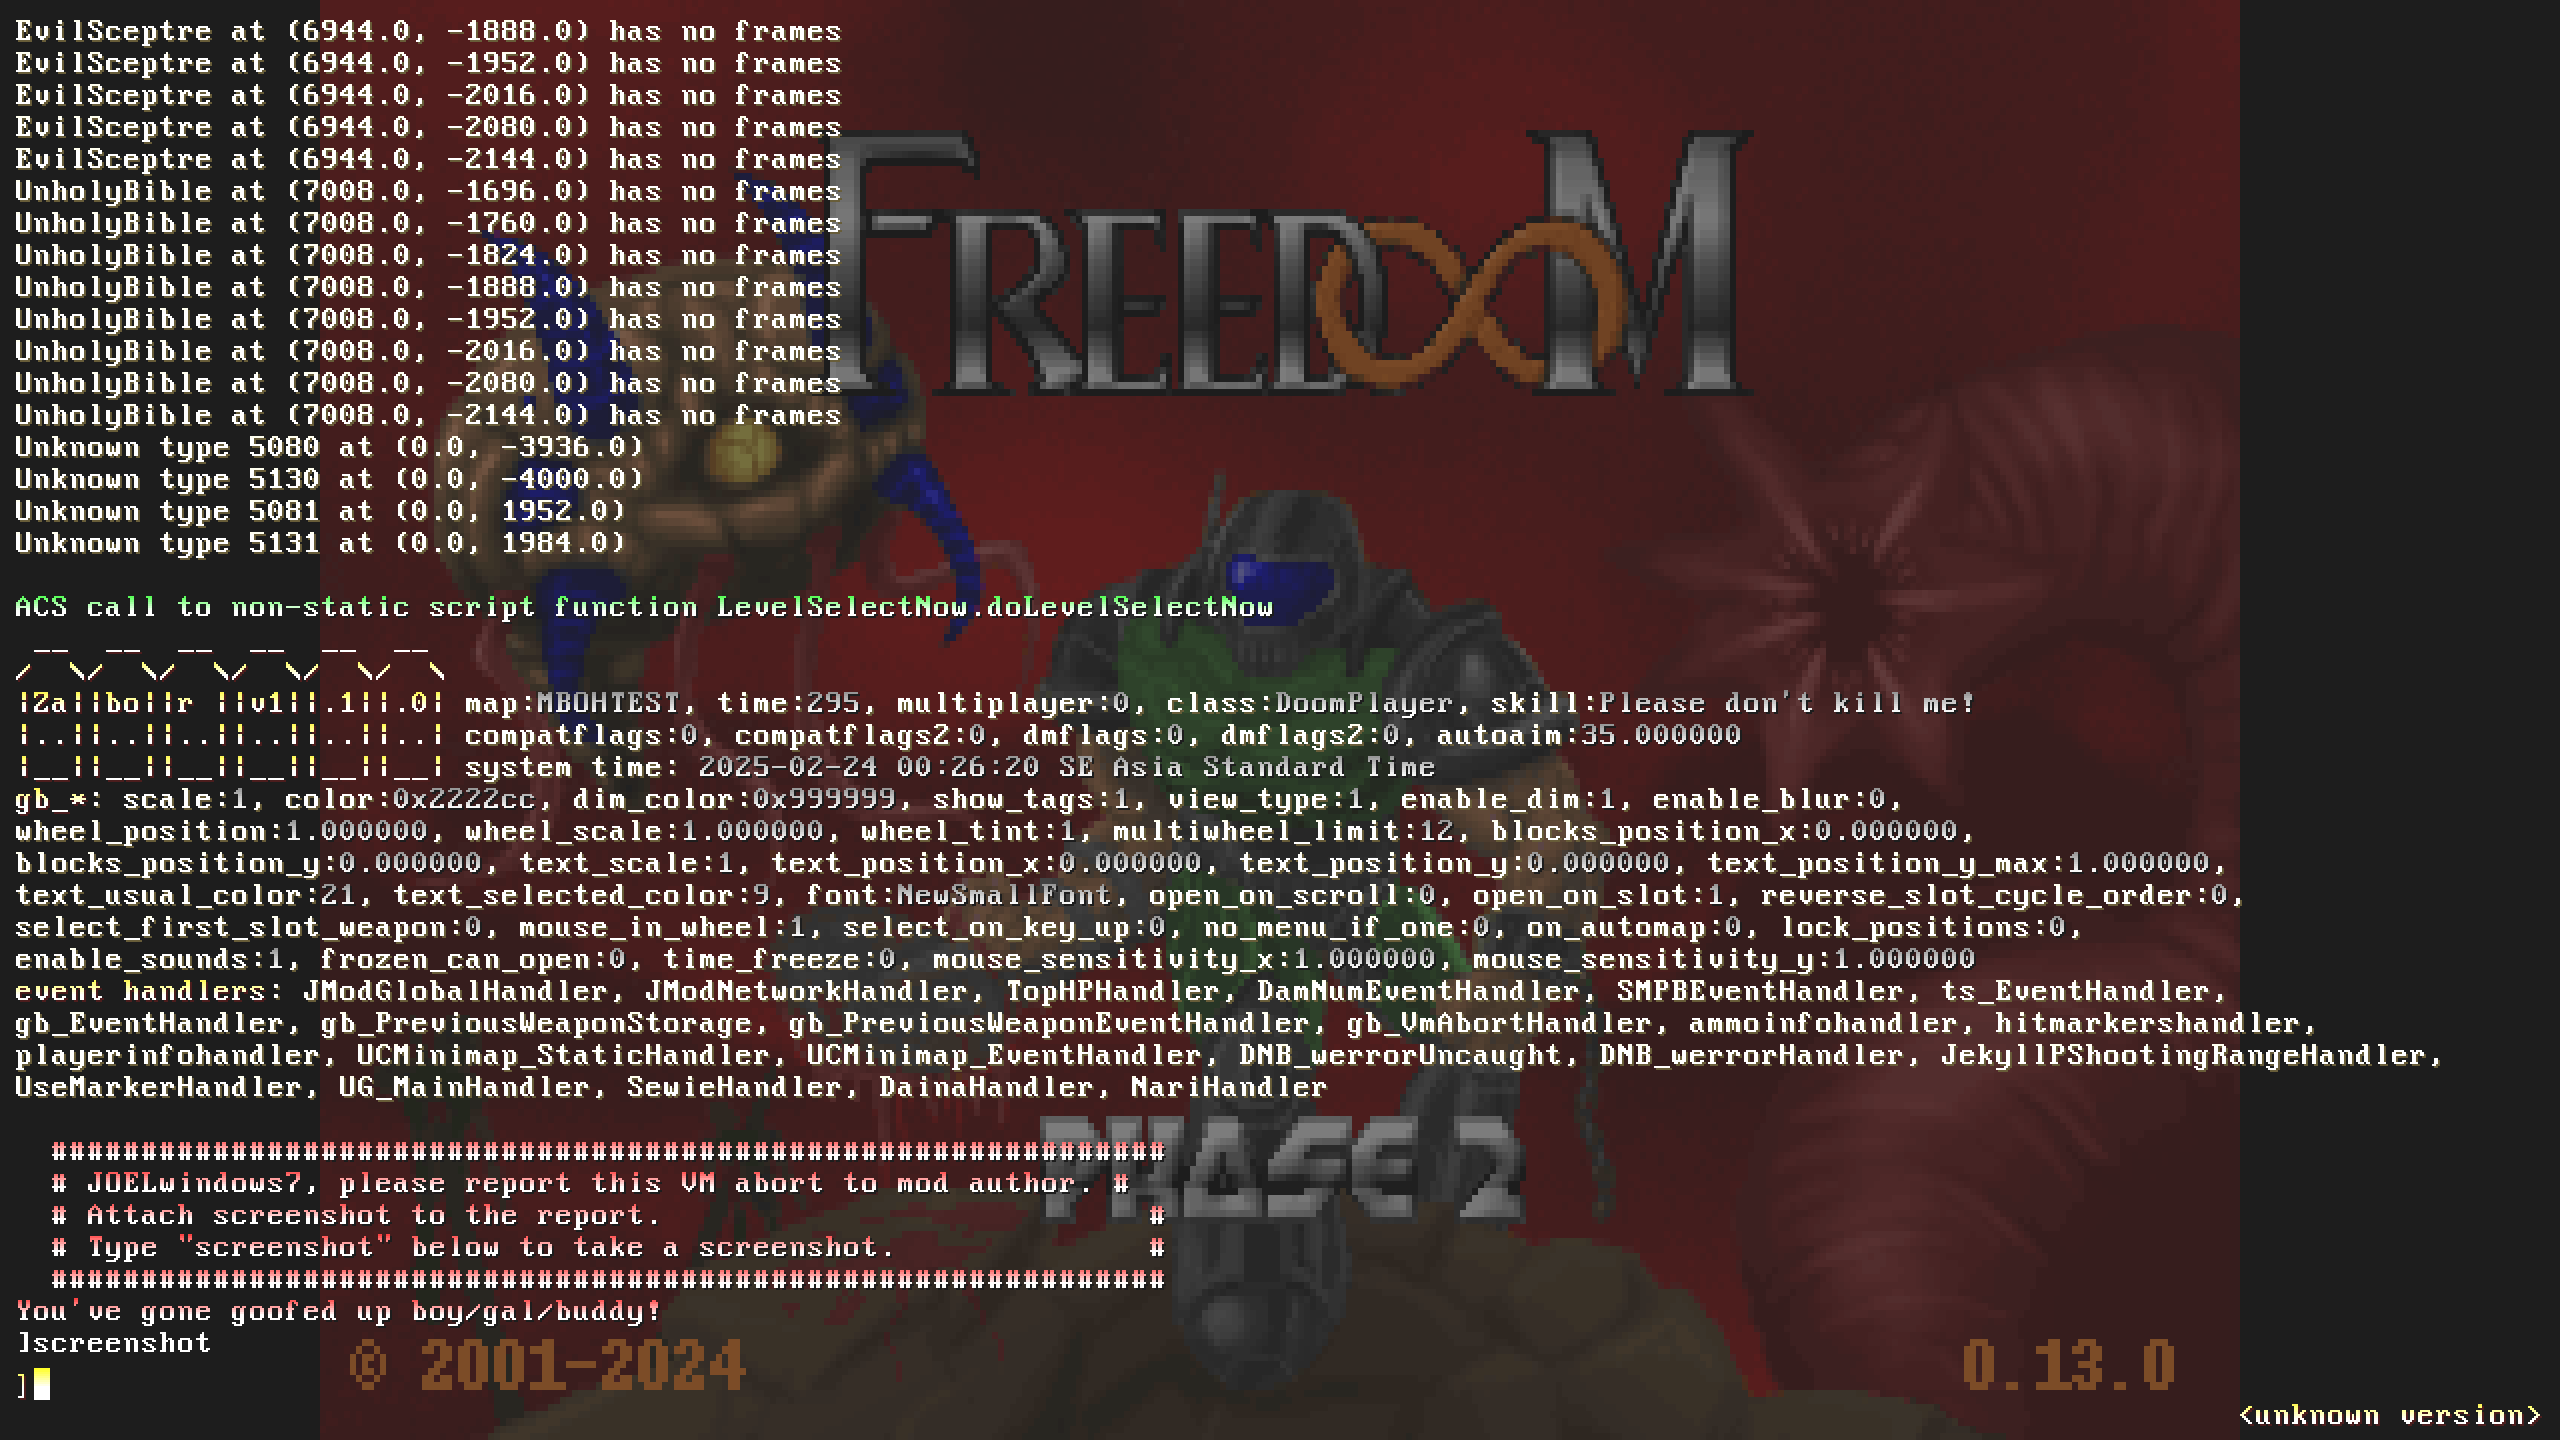 EvilSceptre at (6944.0, -1888.0) has no frames
EvilSceptre at (6944.0, -1952.0) has no frames
EvilSceptre at (6944.0, -2016.0) has no frames
EvilSceptre at (6944.0, -2080.0) has no frames
EvilSceptre at (6944.0, -2144.0) has no frames
UnholyBible at (7008.0, -1696.0) has no frames
UnholyBible at (7008.0, -1760.0) has no frames
UnholyBible at (7008.0, -1824.0) has no frames
UnholyBible at (7008.0, -1888.0) has no frames
UnholyBible at (7008.0, -1952.0) has no frames
UnholyBible at (7008.0, -2016.0) has no frames
UnholyBible at (7008.0, -2080.0) has no frames
UnholyBible at (7008.0, -2144.0) has no frames
Unknown type 5080 at (0.0, -3936.0)
Unknown type 5130 at (0.0, -4000.0)
Unknown type 5081 at (0.0, 1952.0)
Unknown type 5131 at (0.0, 1984.0)
ACS call to non-static script function LevelSelectNow.doLevelSelectNow
 __  __  __  __  __  __
/  \/  \/  \/  \/  \/  \
|Za||bo||r ||v1||.1||.0| map:MBOHTEST, time:295, multiplayer:0, class:DoomPlayer, skill:Please don't kill me!
|..||..||..||..||..||..| compatflags:0, compatflags2:0, dmflags:0, dmflags2:0, autoaim:35.000000
|__||__||__||__||__||__| system time: 2025-02-24 00:26:20 SE Asia Standard Time
gb_*: scale:1, color:0x2222cc, dim_color:0x999999, show_tags:1, view_type:1, enable_dim:1, enable_blur:0,
wheel_position:1.000000, wheel_scale:1.000000, wheel_tint:1, multiwheel_limit:12, blocks_position_x:0.000000,
blocks_position_y:0.000000, text_scale:1, text_position_x:0.000000, text_position_y:0.000000, text_position_y_max:1.000000,
text_usual_color:21, text_selected_color:9, font:NewSmallFont, open_on_scroll:0, open_on_slot:1, reverse_slot_cycle_order:0,
select_first_slot_weapon:0, mouse_in_wheel:1, select_on_key_up:0, no_menu_if_one:0, on_automap:0, lock_positions:0,
enable_sounds:1, frozen_can_open:0, time_freeze:0, mouse_sensitivity_x:1.000000, mouse_sensitivity_y:1.000000
event handlers: JModGlobalHandler, JModNetworkHandler, TopHPHandler, DamNumEventHandler, SMPBEventHandler, ts_EventHandler,
gb_EventHandler, gb_PreviousWeaponStorage, gb_PreviousWeaponEventHandler, gb_VmAbortHandler, ammoinfohandler, hitmarkershandler,
playerinfohandler, UCMinimap_StaticHandler, UCMinimap_EventHandler, DNB_werrorUncaught, DNB_werrorHandler, JekyllPShootingRangeHandler,
UseMarkerHandler, UG_MainHandler, SewieHandler, DainaHandler, NariHandler
##############################################################
# JOELwindows7, please report this VM abort to mod author. #
# Attach screenshot to the report. #
# Type "screenshot" below to take a screenshot. #
##############################################################
You've gone goofed up boy/gal/buddy!
]screenshot
]
<unknown version>
FREEDOOM
PHASE 2
© 2001-2024
0.13.0